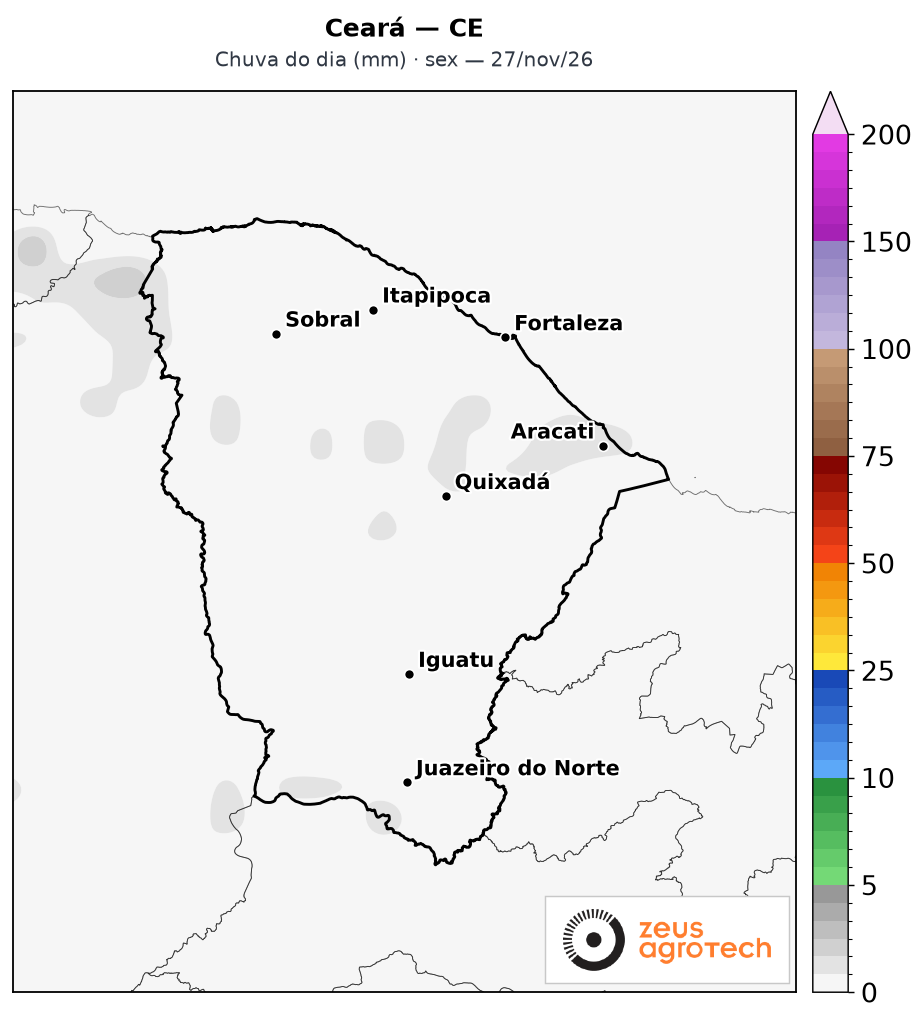 Ceará — CE
Chuva do dia (mm) · sex — 27/nov/26
200
150
100
75
50
25
10
5
0
Itapipoca
Sobral
Fortaleza
Aracati
Quixadá
Iguatu
Juazeiro do Norte
zeus
agrotech